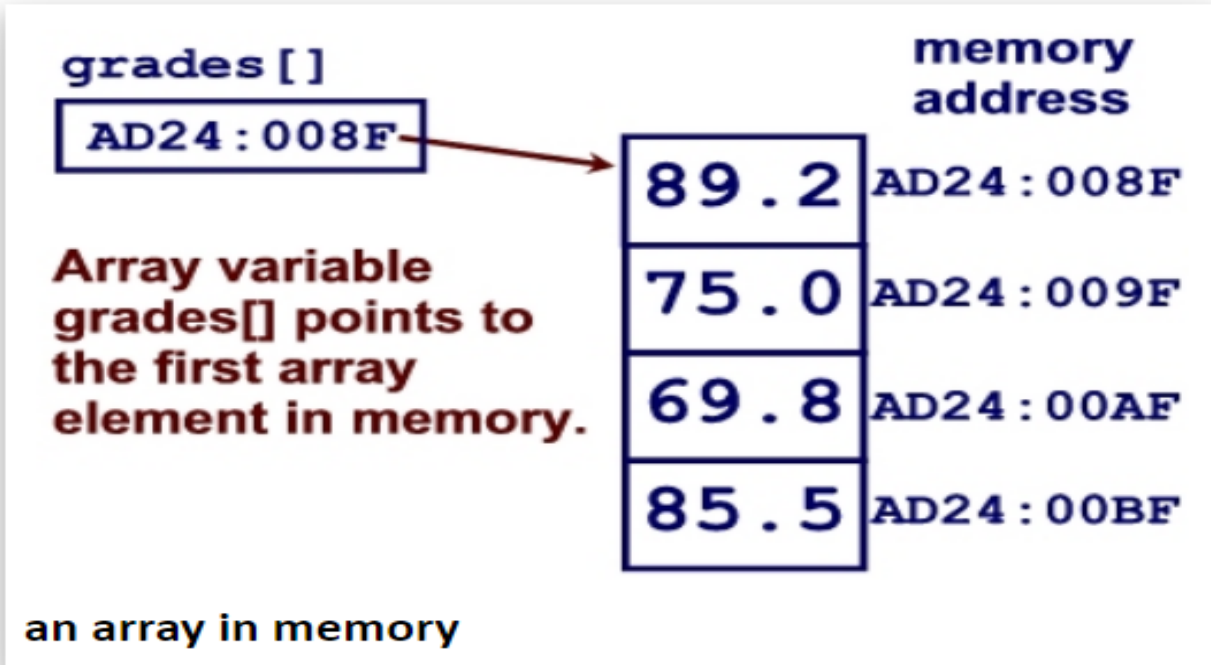 grades[]
AD24:008F
Array variable
grades[] points to
the first array
element in memory.
memory
address
89.2 AD24:008F
75.0 AD24:009F
69.8 AD24:00AF
85.5 AD24:00BF
an array in memory